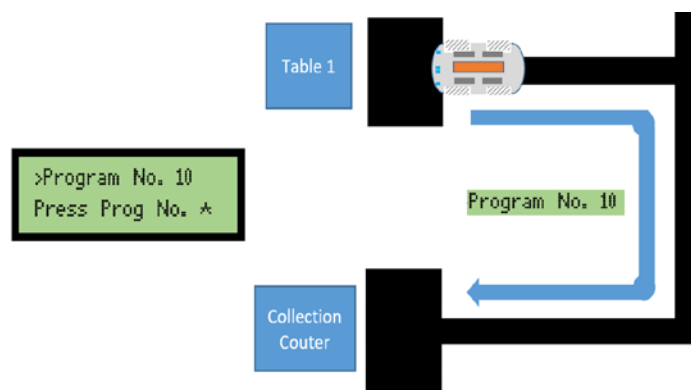 Table 1
>Program No. 10
Press Prog No. *
Program No. 10
Collection
Couter